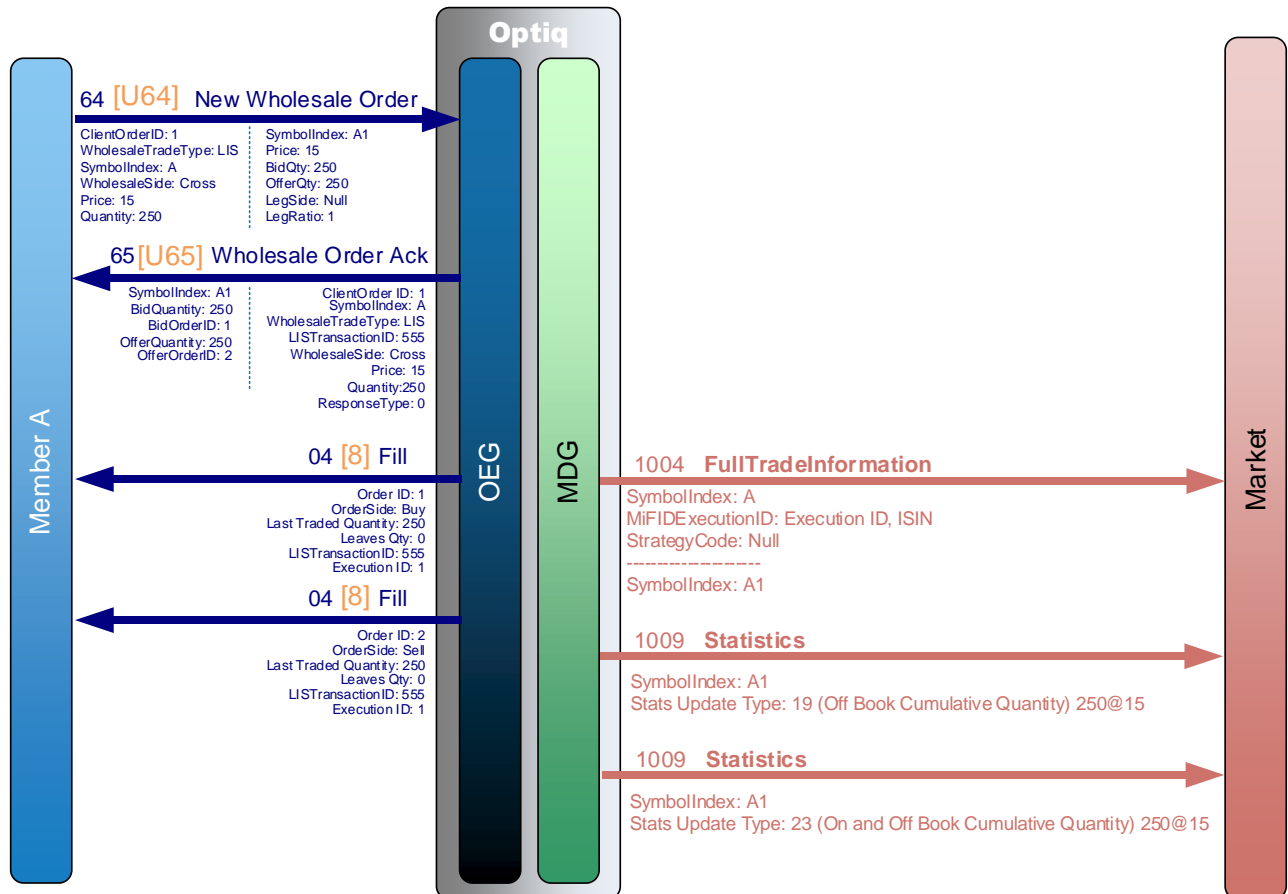 Optiq
Member A
OEG
MDG
Market
64 [U64] New Wholesale Order
ClientOrderID: 1
WholesaleTradeType: LIS
SymbolIndex: A
WholesaleSide: Cross
Price: 15
Quantity: 250
SymbolIndex: A1
Price: 15
BidQty: 250
OfferQty: 250
LegSide: Null
LegRatio: 1
65 [U65] Wholesale Order Ack
SymbolIndex: A1
BidQuantity: 250
BidOrderID: 1
OfferQuantity: 250
OfferOrderID: 2
ClientOrder ID: 1
SymbolIndex: A
WholesaleTradeType: LIS
LISTransactionID: 555
WholesaleSide: Cross
Price: 15
Quantity:250
ResponseType: 0
04 [8] Fill
Order ID: 1
OrderSide: Buy
Last Traded Quantity: 250
Leaves Qty: 0
LISTransactionID: 555
Execution ID: 1
04 [8] Fill
Order ID: 2
OrderSide: Sell
Last Traded Quantity: 250
Leaves Qty: 0
LISTransactionID: 555
Execution ID: 1
1004 FullTradeInformation
SymbolIndex: A
MiFIDExecutionID: Execution ID, ISIN
StrategyCode: Null
----------------------
SymbolIndex: A1
1009 Statistics
SymbolIndex: A1
Stats Update Type: 19 (Off Book Cumulative Quantity) 250@15
1009 Statistics
SymbolIndex: A1
Stats Update Type: 23 (On and Off Book Cumulative Quantity) 250@15